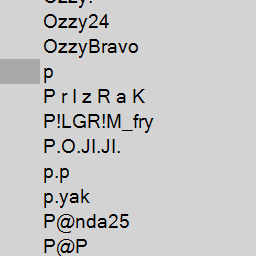 Ozzy24
OzzyBravo
p
P r I z R a K
P!LGR!M_fry
P.O.JI.JI.
p.p
p.yak
P@nda25
P@P